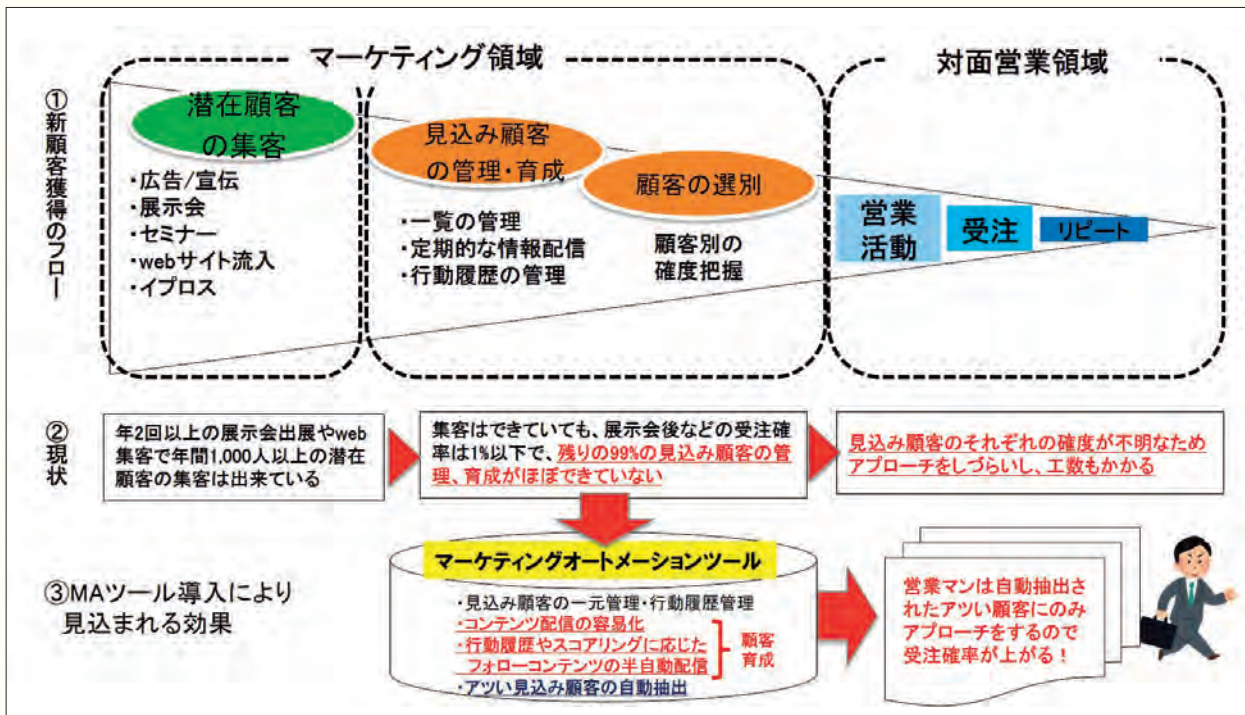 マーケティング領域
対面営業領域
①新顧客獲得のフロー
潜在顧客
の集客
・広告/宣伝
・展示会
・セミナー
・webサイト流入
・イプロス
見込み顧客
の管理・育成
・一覧の管理
・定期的な情報配信
・行動履歴の管理
顧客の選別
顧客別の
確度把握
営業
活動
受注
リピート
②現状
年2回以上の展示会出展やweb
集客で年間1,000人以上の潜在
顧客の集客は出来ている
集客はできていても、展示会後などの受注確
率は1%以下で、残りの99%の見込み顧客の管
理、育成がほぼできていない
見込み顧客のそれぞれの確度が不明なため
アプローチをしづらいし、工数もかかる
③MAツール導入により
見込まれる効果
マーケティングオートメーションツール
・見込み顧客の一元管理・行動履歴管理
・コンテンツ配信の容易化
・行動履歴やスコアリングに応じた
フォローコンテンツの半自動配信
・アツい見込み顧客の自動抽出
顧客
育成
営業マンは自動抽出さ
れたアツい顧客にのみ
アプローチをするので
受注確率が上がる！